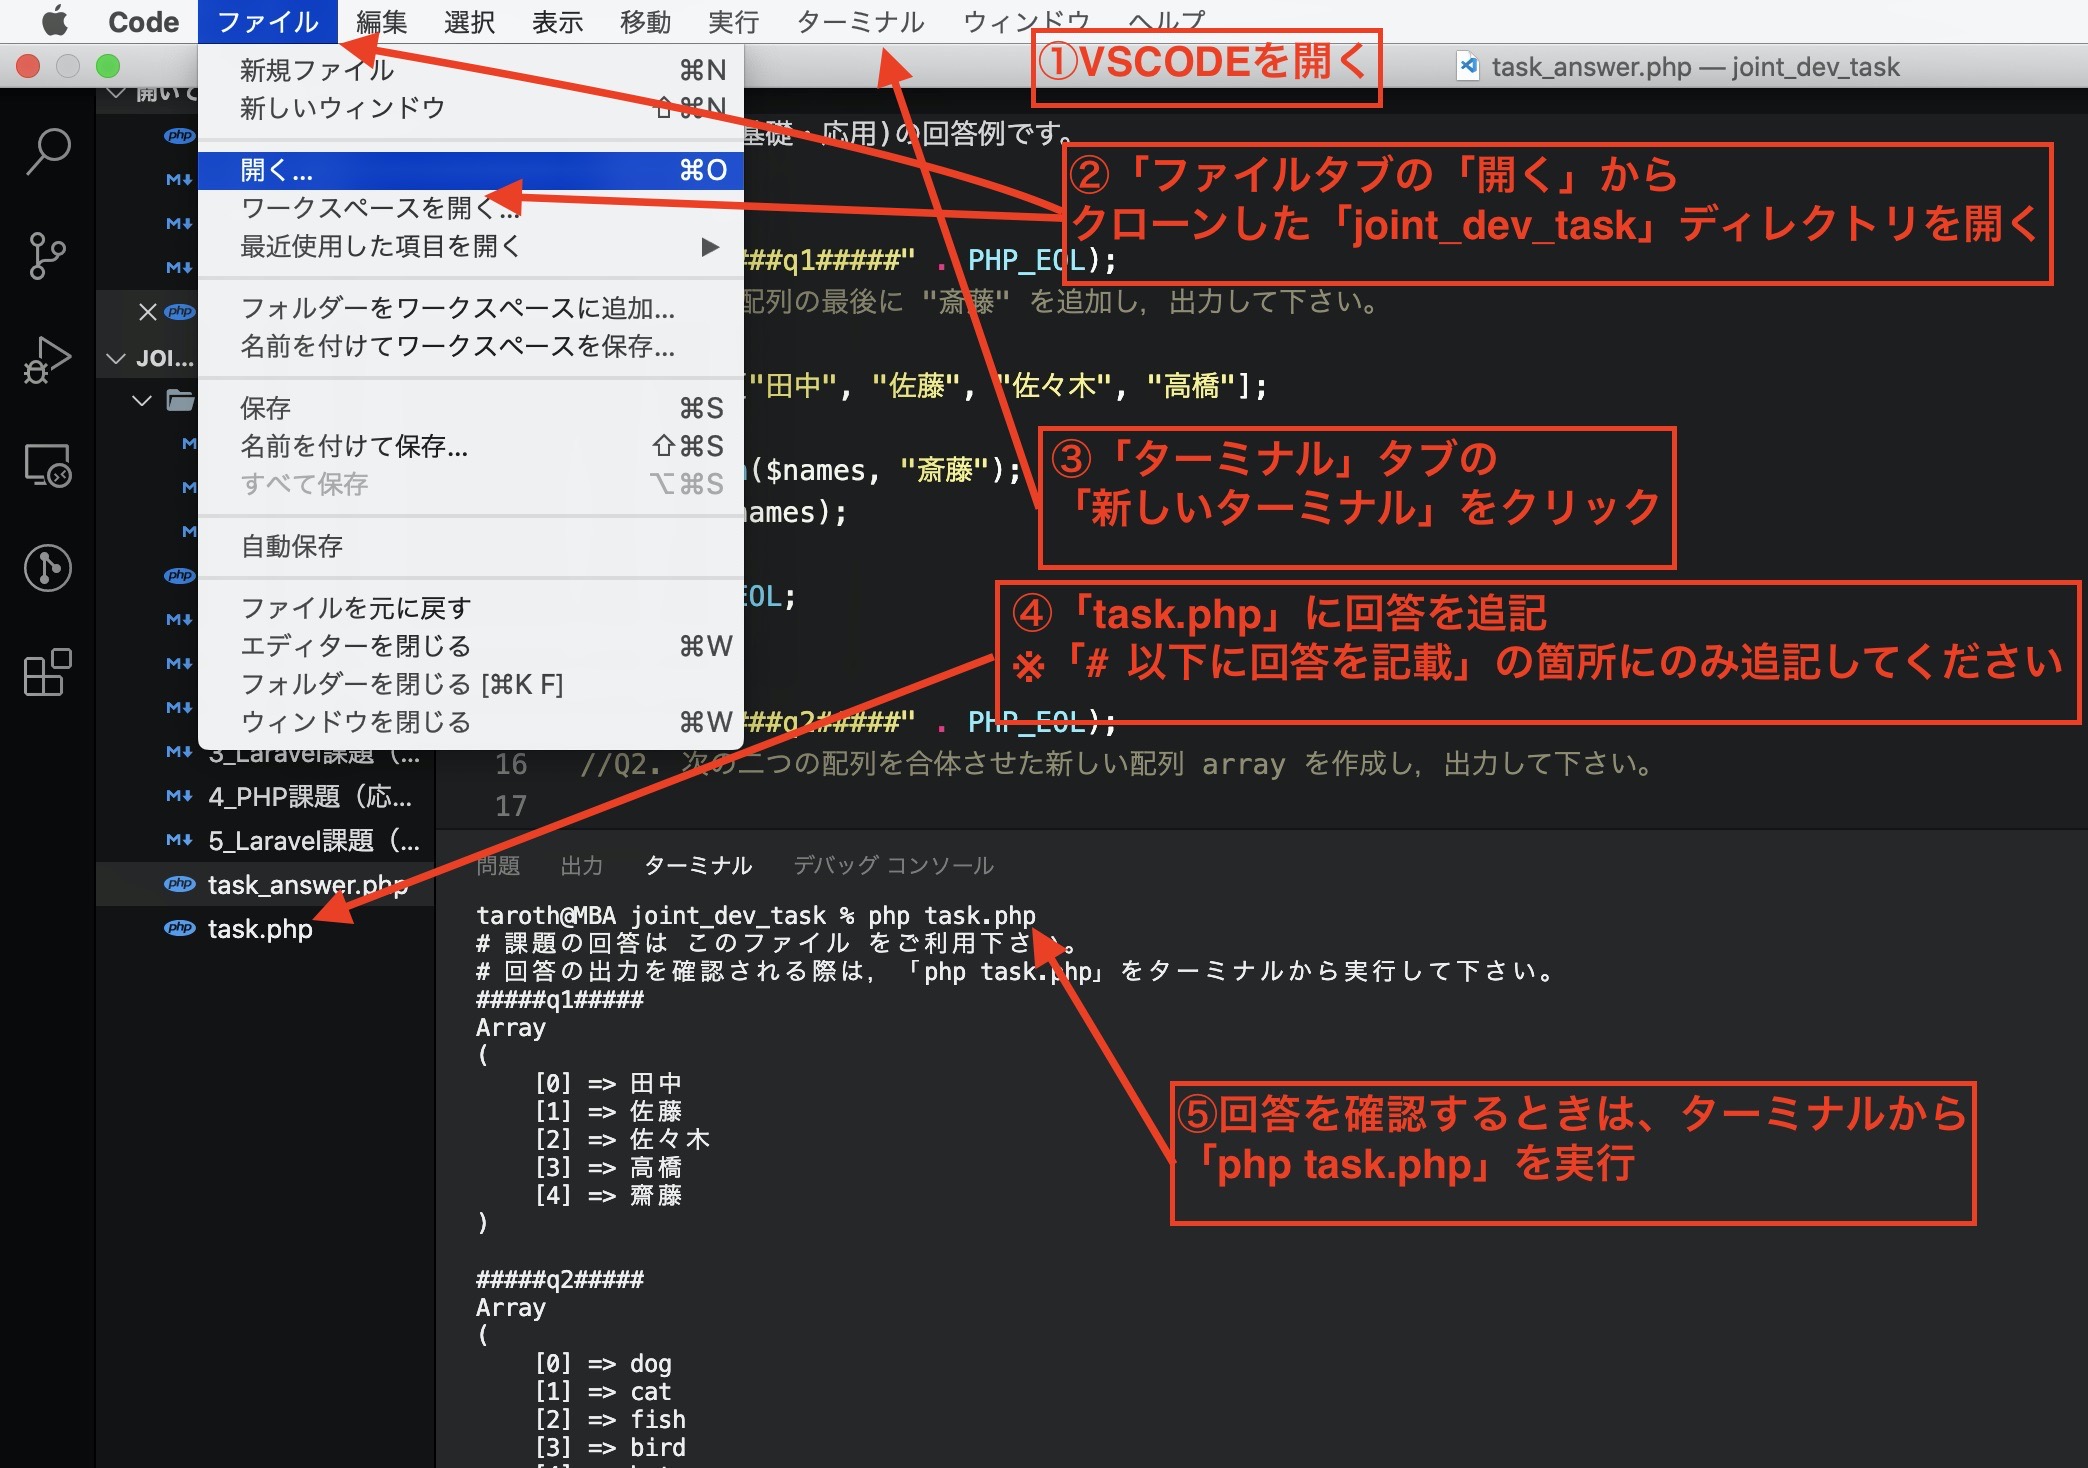 Code ファイル 編集 選択 表示 移動 実行 ターミナル ウィンドウ ヘルプ
task_answer.php — joint_dev_task
①VSCODEを開く
②「ファイルタブの「開く」から
クローンした「joint_dev_task」ディレクトリを開く
③「ターミナル」タブの
「新しいターミナル」をクリック
④「task.php」に回答を追記
※「# 以下に回答を記載」の箇所にのみ追記してください
⑤回答を確認するときは、ターミナルから
「php task.php」を実行
新規ファイル ⌘N
新しいウィンドウ ⇧⌘N
開く... ⌘O
ワークスペースを開く...
最近使用した項目を開く ▶
フォルダーをワークスペースに追加...
名前を付けてワークスペースを保存...
保存 ⌘S
名前を付けて保存... ⇧⌘S
すべて保存 ⌥⌘S
自動保存
ファイルを元に戻す
エディターを閉じる ⌘W
フォルダーを閉じる [⌘K F]
ウィンドウを閉じる ⌘W
開いて
php
M↓
M↓
M↓
× php
JOI...
M
M
M
php
M↓
M↓
M↓
M↓ 3_Laravel課題（...
M↓ 4_PHP課題（応...
M↓ 5_Laravel課題（...
php task_answer.php
php task.php
基礎・応用)の回答例です。
###q1#####" . PHP_EOL);
配列の最後に "斎藤" を追加し，出力して下さい。
"田中", "佐藤", "佐々木", "高橋"];
($names, "斎藤");
ames);
EOL;
###q2#####" . PHP_EOL);
16 //Q2. 次の二つの配列を合体させた新しい配列 array を作成し，出力して下さい。
17
問題 出力 ターミナル デバッグ コンソール
taroth@MBA joint_dev_task % php task.php
# 課題の回答は このファイル をご利用下さい。
# 回答の出力を確認される際は，「php task.php」をターミナルから実行して下さい。
#####q1#####
Array
(
[0] => 田中
[1] => 佐藤
[2] => 佐々木
[3] => 高橋
[4] => 齋藤
)
#####q2#####
Array
(
[0] => dog
[1] => cat
[2] => fish
[3] => bird